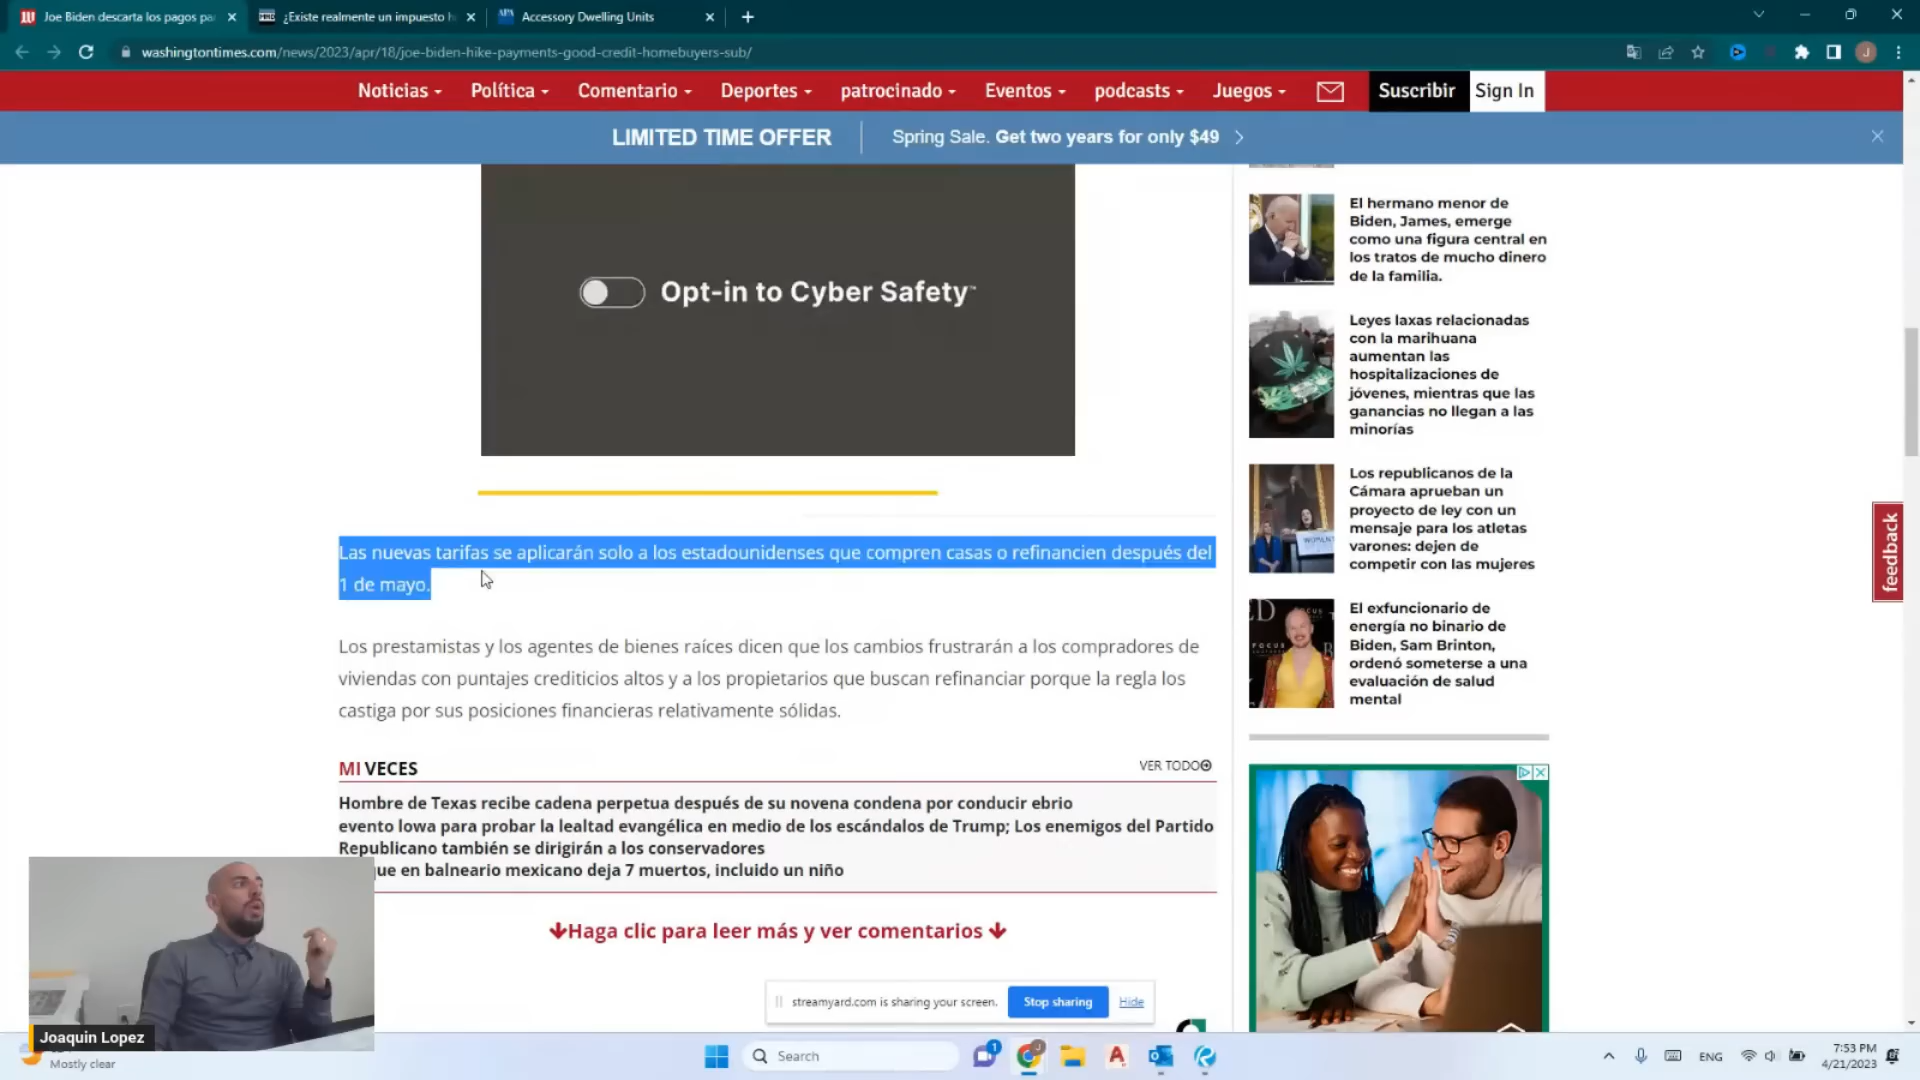 Joe Biden descarta los pagos pa
¿Existe realmente un impuesto h
Accessory Dwelling Units
washingtontimes.com/news/2023/apr/18/joe-biden-hike-payments-good-credit-homebuyers-sub/
Noticias
Política
Comentario
Deportes
patrocinado
Eventos
podcasts
Juegos
Suscribir
Sign In
LIMITED TIME OFFER
Spring Sale. Get two years for only $49
Opt-in to Cyber Safety™
Las nuevas tarifas se aplicarán solo a los estadounidenses que compren casas o refinancien después del
1 de mayo.
Los prestamistas y los agentes de bienes raíces dicen que los cambios frustrarán a los compradores de
viviendas con puntajes crediticios altos y a los propietarios que buscan refinanciar porque la regla los
castiga por sus posiciones financieras relativamente sólidas.
MI VECES
VER TODO
Hombre de Texas recibe cadena perpetua después de su novena condena por conducir ebrio
evento Iowa para probar la lealtad evangélica en medio de los escándalos de Trump; Los enemigos del Partido
Republicano también se dirigirán a los conservadores
que en balneario mexicano deja 7 muertos, incluido un niño
Haga clic para leer más y ver comentarios
El hermano menor de
Biden, James, emerge
como una figura central en
los tratos de mucho dinero
de la familia.
Leyes laxas relacionadas
con la marihuana
aumentan las
hospitalizaciones de
jóvenes, mientras que las
ganancias no llegan a las
minorías
Los republicanos de la
Cámara aprueban un
proyecto de ley con un
mensaje para los atletas
varones: dejen de
competir con las mujeres
El exfuncionario de
energía no binario de
Biden, Sam Brinton,
ordenó someterse a una
evaluación de salud
mental
feedback
streamyard.com is sharing your screen.
Stop sharing
Hide
Joaquin Lopez
Mostly clear
Search
1
ENG
7:53 PM
4/21/2023